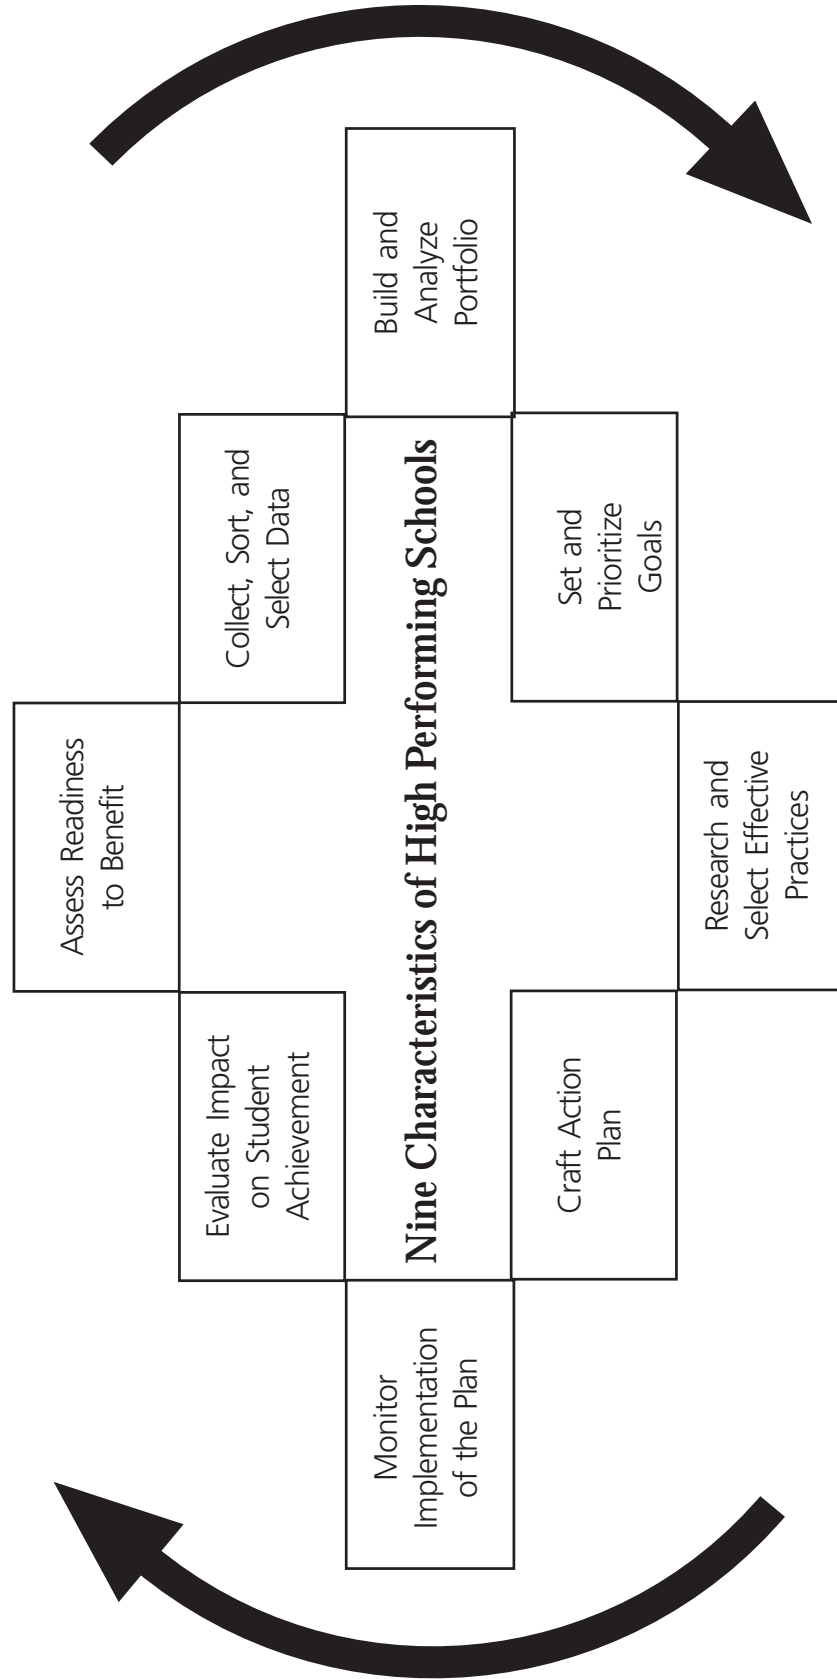 Assess Readiness
to Benefit
Evaluate Impact
on Student
Achievement
Collect, Sort, and
Select Data
Monitor
Implementation
of the Plan
Nine Characteristics of High Performing Schools
Build and
Analyze
Portfolio
Craft Action
Plan
Set and
Prioritize
Goals
Research and
Select Effective
Practices